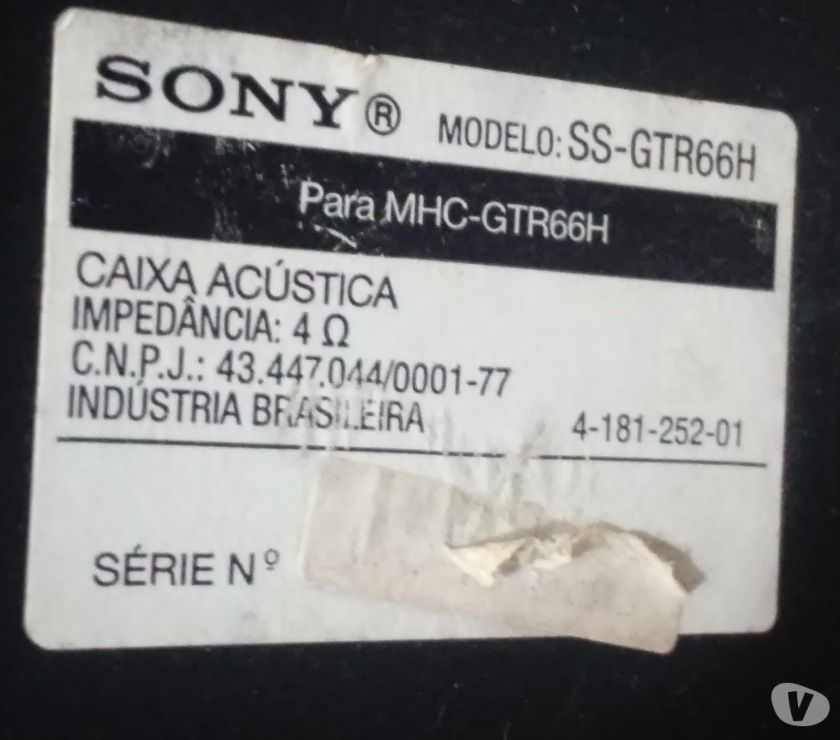 SONY® MODELO: SS-GTR66H
Para MHC-GTR66H
CAIXA ACÚSTICA
IMPEDÂNCIA: 4 Ω
C.N.P.J.: 43.447.044/0001-77
INDÚSTRIA BRASILEIRA 4-181-252-01
SÉRIE Nº
V